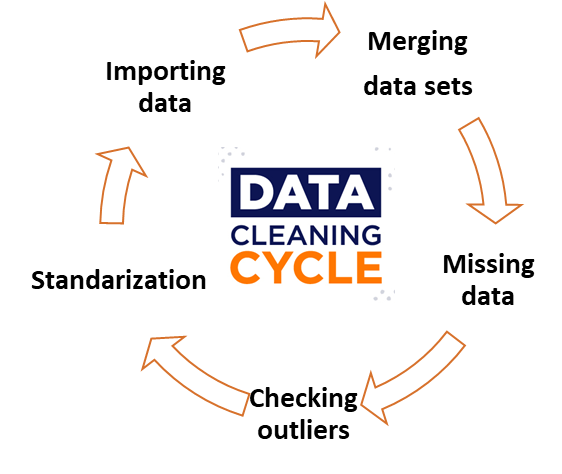 Importing
data
Merging
data sets
Missing
data
Checking
outliers
Standarization
DATA
CLEANING
CYCLE